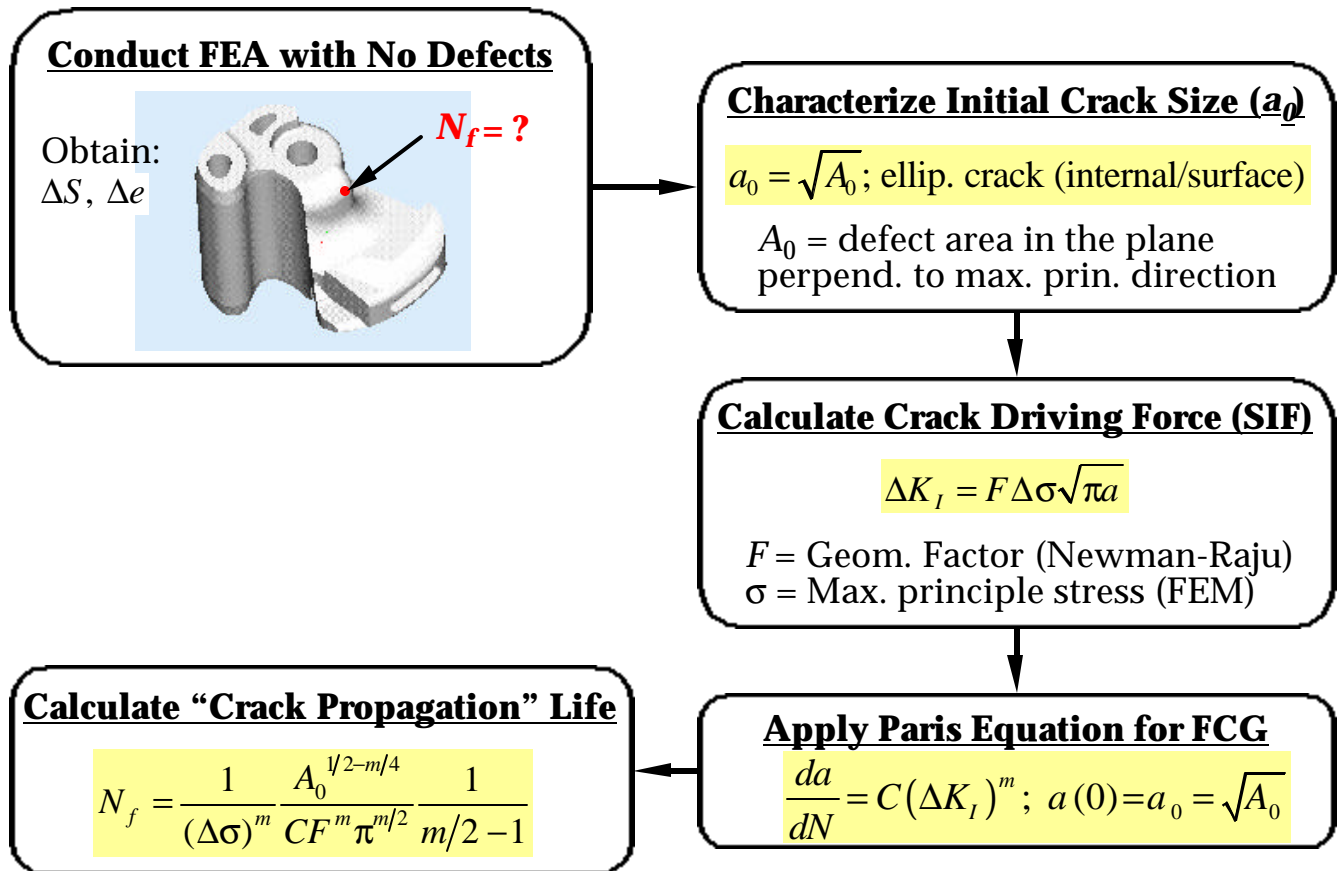 Conduct FEA with No Defects
Obtain:
ΔS, Δe
N_f = ?
Characterize Initial Crack Size (a_0)
a_0 = √A_0; ellip. crack (internal/surface)
A_0 = defect area in the plane
perpend. to max. prin. direction
Calculate Crack Driving Force (SIF)
ΔK_I = FΔσ√πa
F = Geom. Factor (Newman-Raju)
σ = Max. principle stress (FEM)
Apply Paris Equation for FCG
da/dN = C(ΔK_I)^m; a(0)=a_0 = √A_0
Calculate “Crack Propagation” Life
N_f = 1/(Δσ)^m A_0^{1/2−m/4}/CF^m π^{m/2} 1/m/2−1